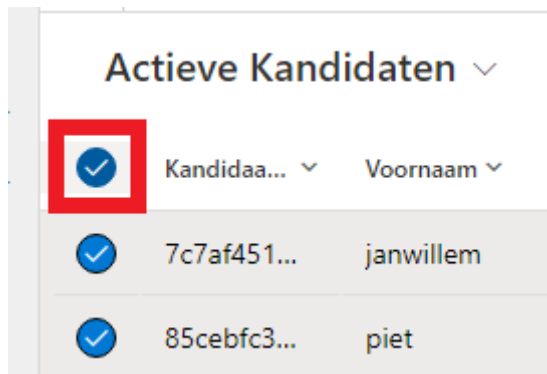 Actieve Kandidaten
Kandidaa... Voornaam
7c7af451... janwillem
85cebfc3... piet